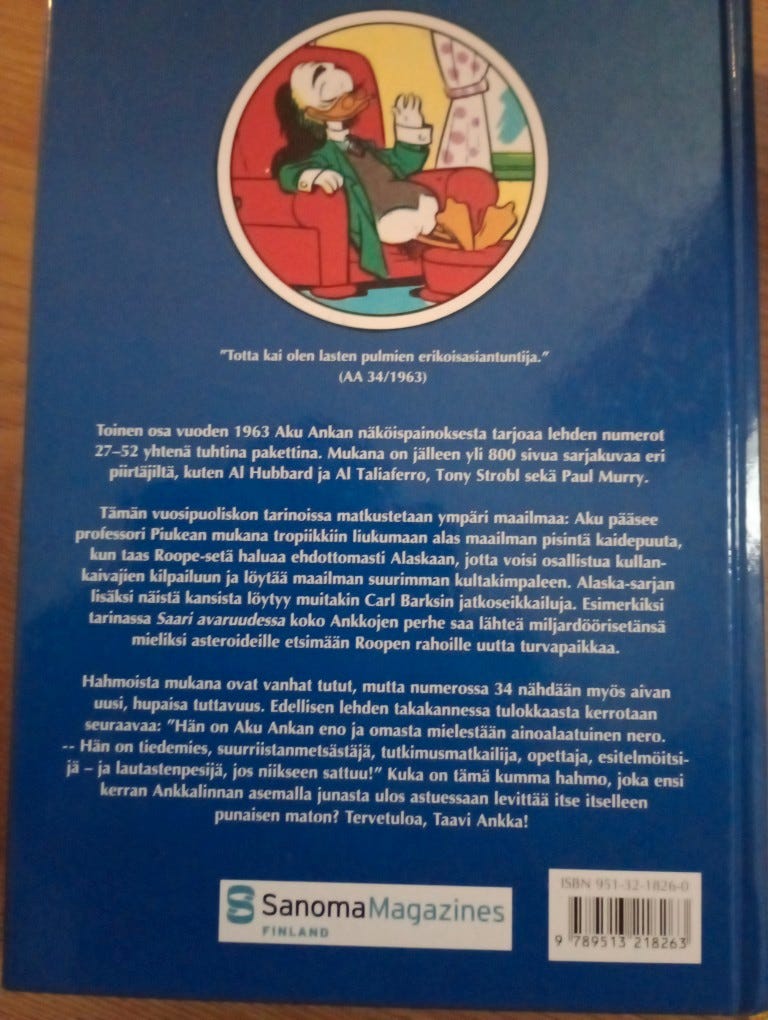 "Totta kai olen lasten pulmien erikoisasiantuntija."
(AA 34/1963)
Toinen osa vuoden 1963 Aku Ankan näköispainoksesta tarjoaa lehden numerot
27–52 yhtenä tuhtina pakettina. Mukana on jälleen yli 800 sivua sarjakuvaa eri
piirtäjiltä, kuten Al Hubbard ja Al Taliaferro, Tony Strobl sekä Paul Murry.
Tämän vuosipuoliskon tarinoissa matkustetaan ympäri maailmaa: Aku pääsee
professori Piukean mukana tropiikkiin liukumaan alas maailman pisintä kaidepuuta,
kun taas Roope-setä haluaa ehdottomasti Alaskaan, jotta voisi osallistua kullan-
kaivajien kilpailuun ja löytää maailman suurimman kultakimpaleen. Alaska-sarjan
lisäksi näistä kansista löytyy muitakin Carl Barksin jatkoseikkailuja. Esimerkiksi
tarinassa Saari avaruudessa koko Ankkojen perhe saa lähteä miljardöörisetänsä
mieliksi asteroideille etsimään Roopen rahoille uutta turvapaikkaa.
Hahmoista mukana ovat vanhat tutut, mutta numerossa 34 nähdään myös aivan
uusi, hupaisa tuttavuus. Edellisen lehden takakannessa tulokkaasta kerrotaan
seuraavaa: "Hän on Aku Ankan eno ja omasta mielestään ainoalaatuinen nero.
-- Hän on tiedemies, suurriistanmetsästäjä, tutkimusmatkailija, opettaja, esitelmöitsi-
jä – ja lautastenpesijä, jos niikseen sattuu!" Kuka on tämä kumma hahmo, joka ensi
kerran Ankkalinnan asemalla junasta ulos astuessaan levittää itse itselleen
punaisen maton? Tervetuloa, Taavi Ankka!
SanomaMagazines
FINLAND
ISBN 951-32-1826-0
9 789513 218263